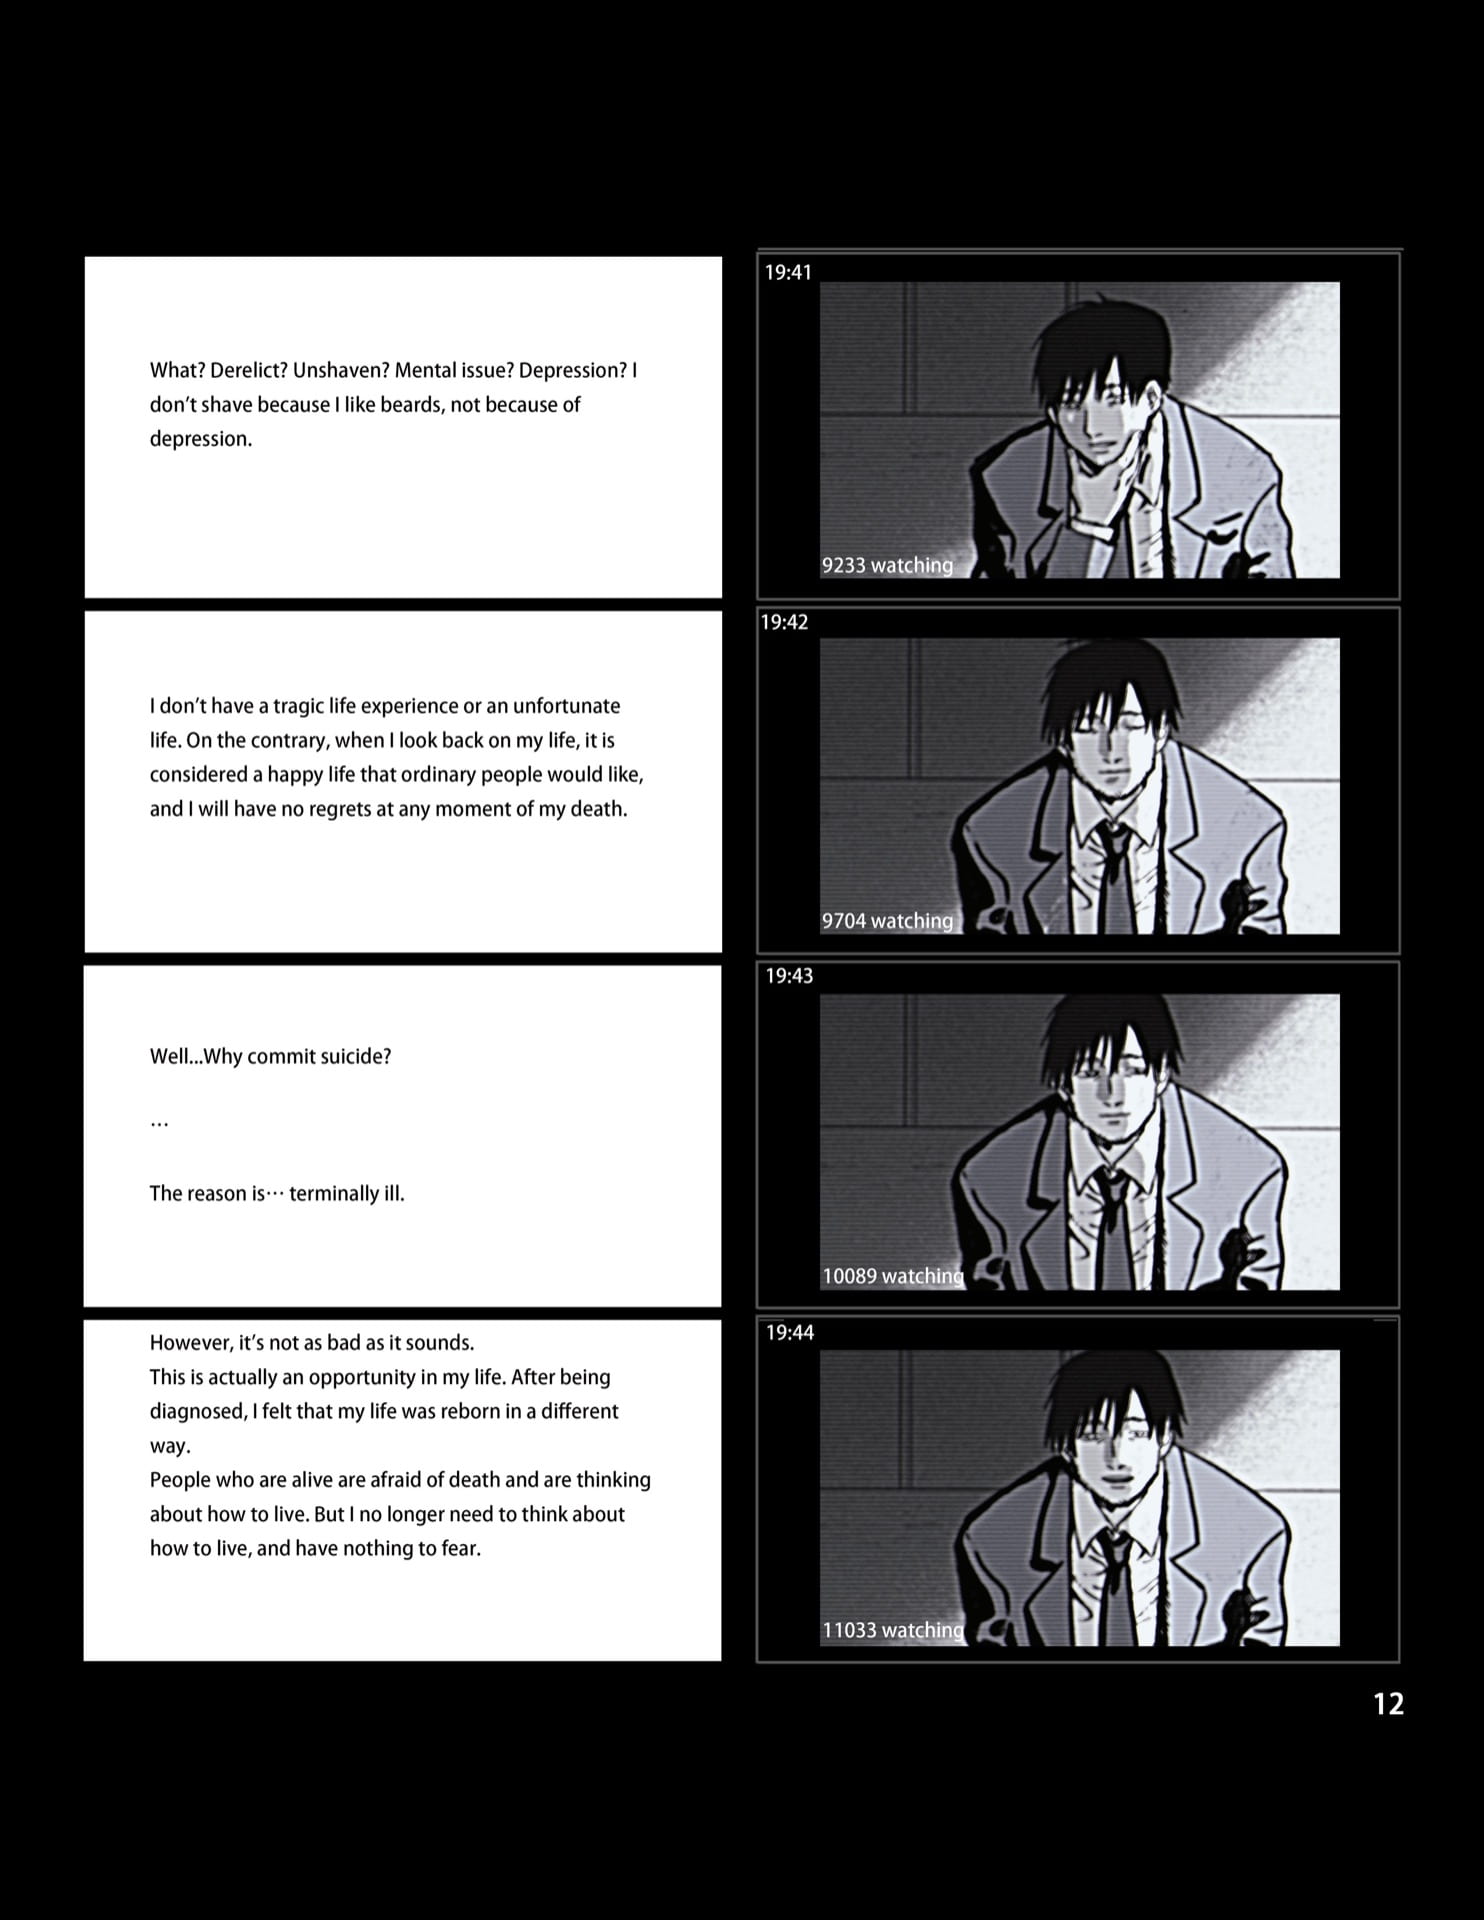 What? Derelict? Unshaven? Mental issue? Depression? I
don't shave because I like beards, not because of
depression.
19:41
9233 watching
I don't have a tragic life experience or an unfortunate
life. On the contrary, when I look back on my life, it is
considered a happy life that ordinary people would like,
and I will have no regrets at any moment of my death.
19:42
9704 watching
Well...Why commit suicide?
...
The reason is··· terminally ill.
19:43
10089 watching
However, it's not as bad as it sounds.
This is actually an opportunity in my life. After being
diagnosed, I felt that my life was reborn in a different
way.
People who are alive are afraid of death and are thinking
about how to live. But I no longer need to think about
how to live, and have nothing to fear.
19:44
11033 watching
12